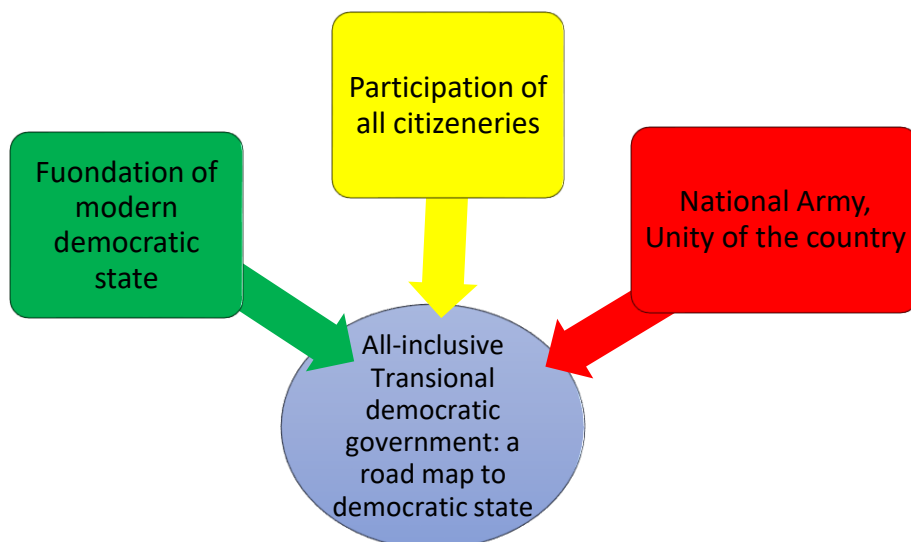 Fuondation of
modern
democratic
state
Participation of
all citizeneries
National Army,
Unity of the country
All-inclusive
Transional
democratic
government: a
road map to
democratic state